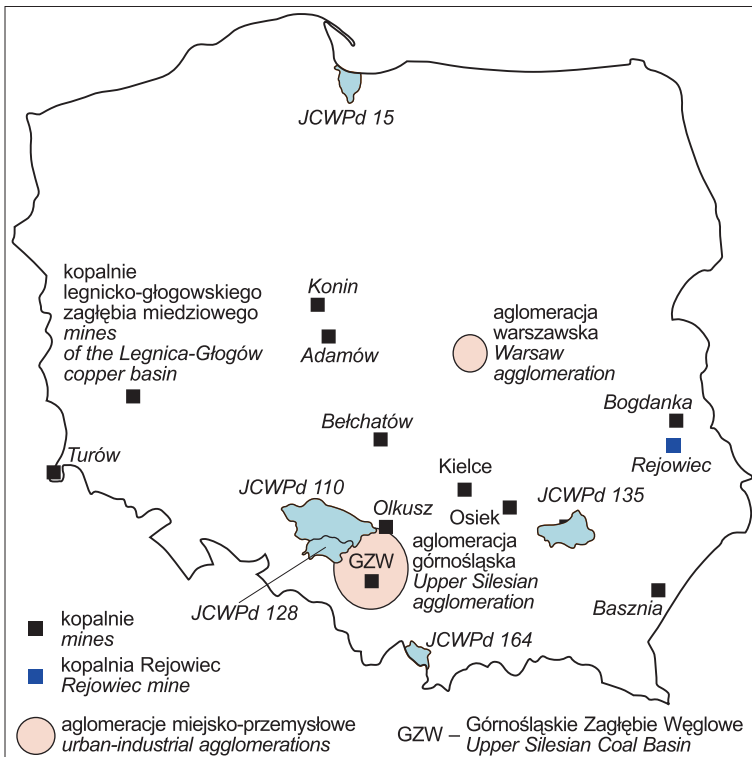 JCWPd 15
kopalnie
legnicko-głogowskiego
zagłębia miedziowego
mines
of the Legnica-Głogów
copper basin
Konin
Adamów
aglomeracja
warszawska
Warsaw
agglomeration
Bogdanka
Rejowiec
Bełchatów
Turów
Kielce
JCWPd 110
Olkusz
Osiek
JCWPd 135
GZW
aglomeracja
górnośląska
Upper Silesian
agglomeration
JCWPd 128
Basznia
JCWPd 164
kopalnie
mines
kopalnia Rejowiec
Rejowiec mine
aglomeracje miejsko-przemysłowe
urban-industrial agglomerations
GZW – Górnośląskie Zagłębie Węglowe
Upper Silesian Coal Basin